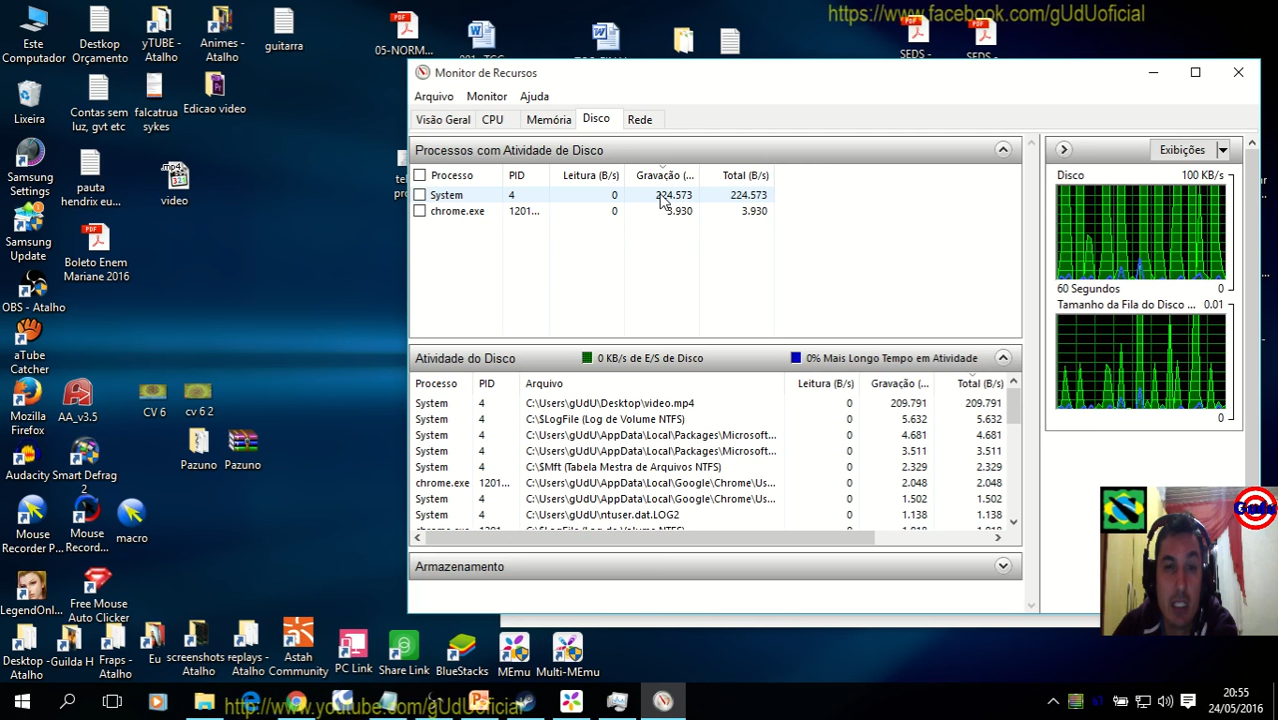 https://www.facebook.com/gUdUoficial
Este Computador
Destkop Orçamento
yTUBE - Atalho
Animes - Atalho
guitarra
05-NORM...
SEDS -
SEDS -
Lixeira
Contas sem luz, gvt etc
falcatrua sykes
Edicao video
Samsung Settings
pauta hendrix eu...
video
Samsung Update
Boleto Enem Mariane 2016
OBS - Atalho
aTube Catcher
Mozilla Firefox
AA_v3.5
CV 6
cv 6 2
Audacity
Smart Defrag 2
Pazuno
Pazuno
Mouse Recorder P...
Mouse Record...
macro
LegendOnl...
Free Mouse Auto Clicker
Desktop - Atalho
Guilda H
Fraps - Atalho
Eu
screenshots - Atalho
replays - Atalho
Astah Community
PC Link
Share Link
BlueStacks
MEmu
Multi-MEmu
Monitor de Recursos
Arquivo Monitor Ajuda
Visão Geral CPU Memória Disco Rede
Processos com Atividade de Disco
Processo PID Leitura (B/s) Gravação (... Total (B/s)
System 4 0 224.573 224.573
chrome.exe 1201... 0 3.930 3.930
Atividade do Disco 0 KB/s de E/S de Disco 0% Mais Longo Tempo em Atividade
Processo PID Arquivo Leitura (B/s) Gravação (... Total (B/s)
System 4 C:\Users\gUdU\Desktop\video.mp4 0 209.791 209.791
System 4 C:\$LogFile (Log de Volume NTFS) 0 5.632 5.632
System 4 C:\Users\gUdU\AppData\Local\Packages\Microsoft... 0 4.681 4.681
System 4 C:\Users\gUdU\AppData\Local\Packages\Microsoft... 0 3.511 3.511
System 4 C:\$Mft (Tabela Mestra de Arquivos NTFS) 0 2.329 2.329
chrome.exe 1201... C:\Users\gUdU\AppData\Local\Google\Chrome\Us... 0 2.048 2.048
System 4 C:\Users\gUdU\AppData\Local\Google\Chrome\Us... 0 1.502 1.502
System 4 C:\Users\gUdU\ntuser.dat.LOG2 0 1.138 1.138
Armazenamento
Exibições
Disco 100 KB/s
60 Segundos 0
Tamanho da Fila do Disco ... 0.01
0
http://www.youtube.com/gUdUoficial
20:55
24/05/2016